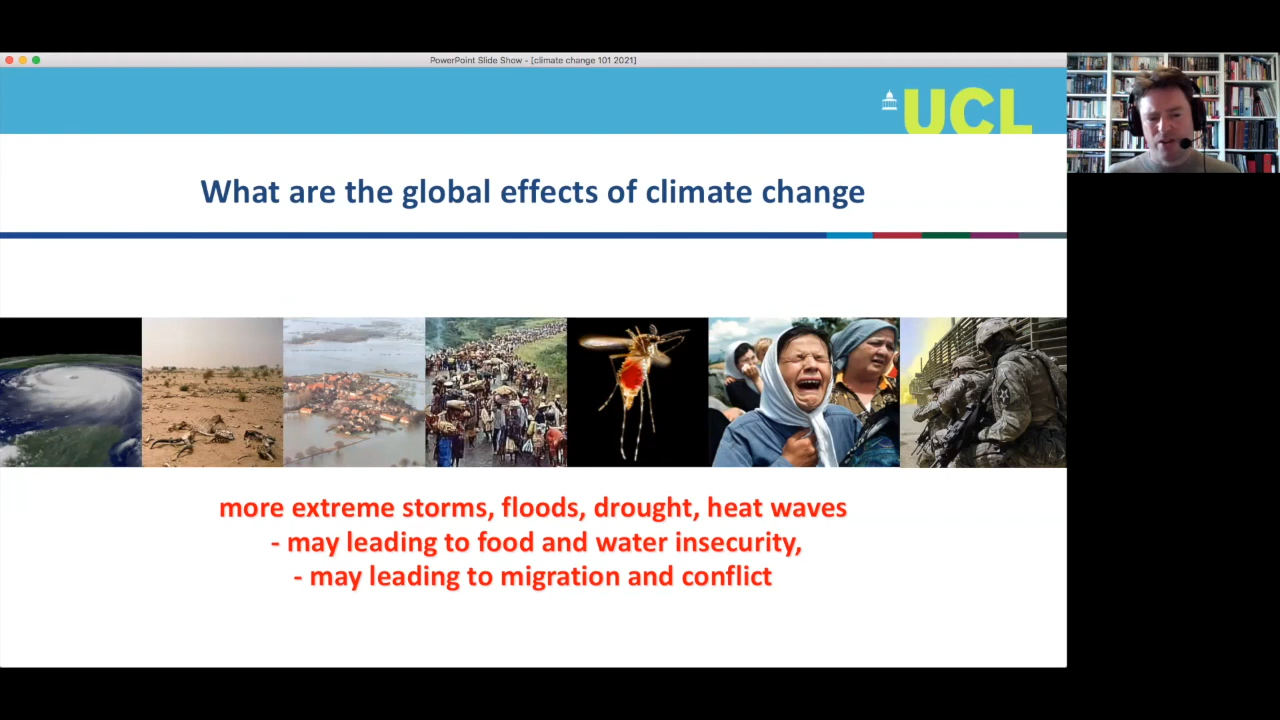 PowerPoint Slide Show - [climate change 101 2021]
UCL
What are the global effects of climate change
more extreme storms, floods, drought, heat waves
- may leading to food and water insecurity,
- may leading to migration and conflict